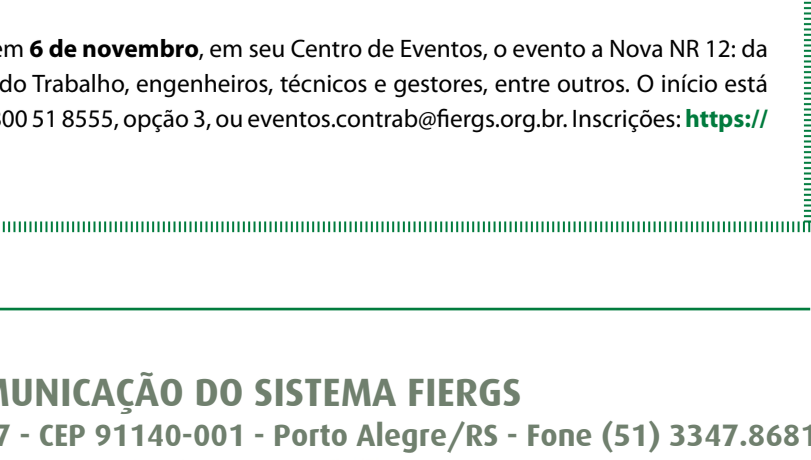 em 6 de novembro, em seu Centro de Eventos, o evento a Nova NR 12: da
do Trabalho, engenheiros, técnicos e gestores, entre outros. O início está
800 51 8555, opção 3, ou eventos.contrab@fiergs.org.br. Inscrições: https://
MUNICAÇÃO DO SISTEMA FIERGS
7 - CEP 91140-001 - Porto Alegre/RS - Fone (51) 3347.8681